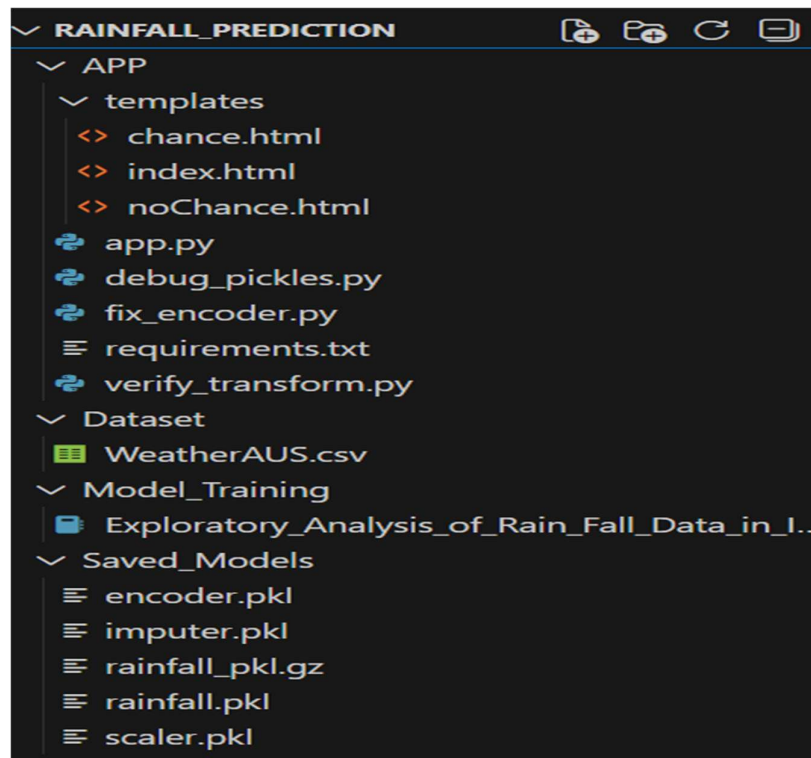 RAINFALL_PREDICTION
APP
templates
<> chance.html
<> index.html
<> noChance.html
app.py
debug_pickles.py
fix_encoder.py
requirements.txt
verify_transform.py
Dataset
WeatherAUS.csv
Model_Training
Exploratory_Analysis_of_Rain_Fall_Data_in_I...
Saved_Models
encoder.pkl
imputer.pkl
rainfall_pkl.gz
rainfall.pkl
scaler.pkl